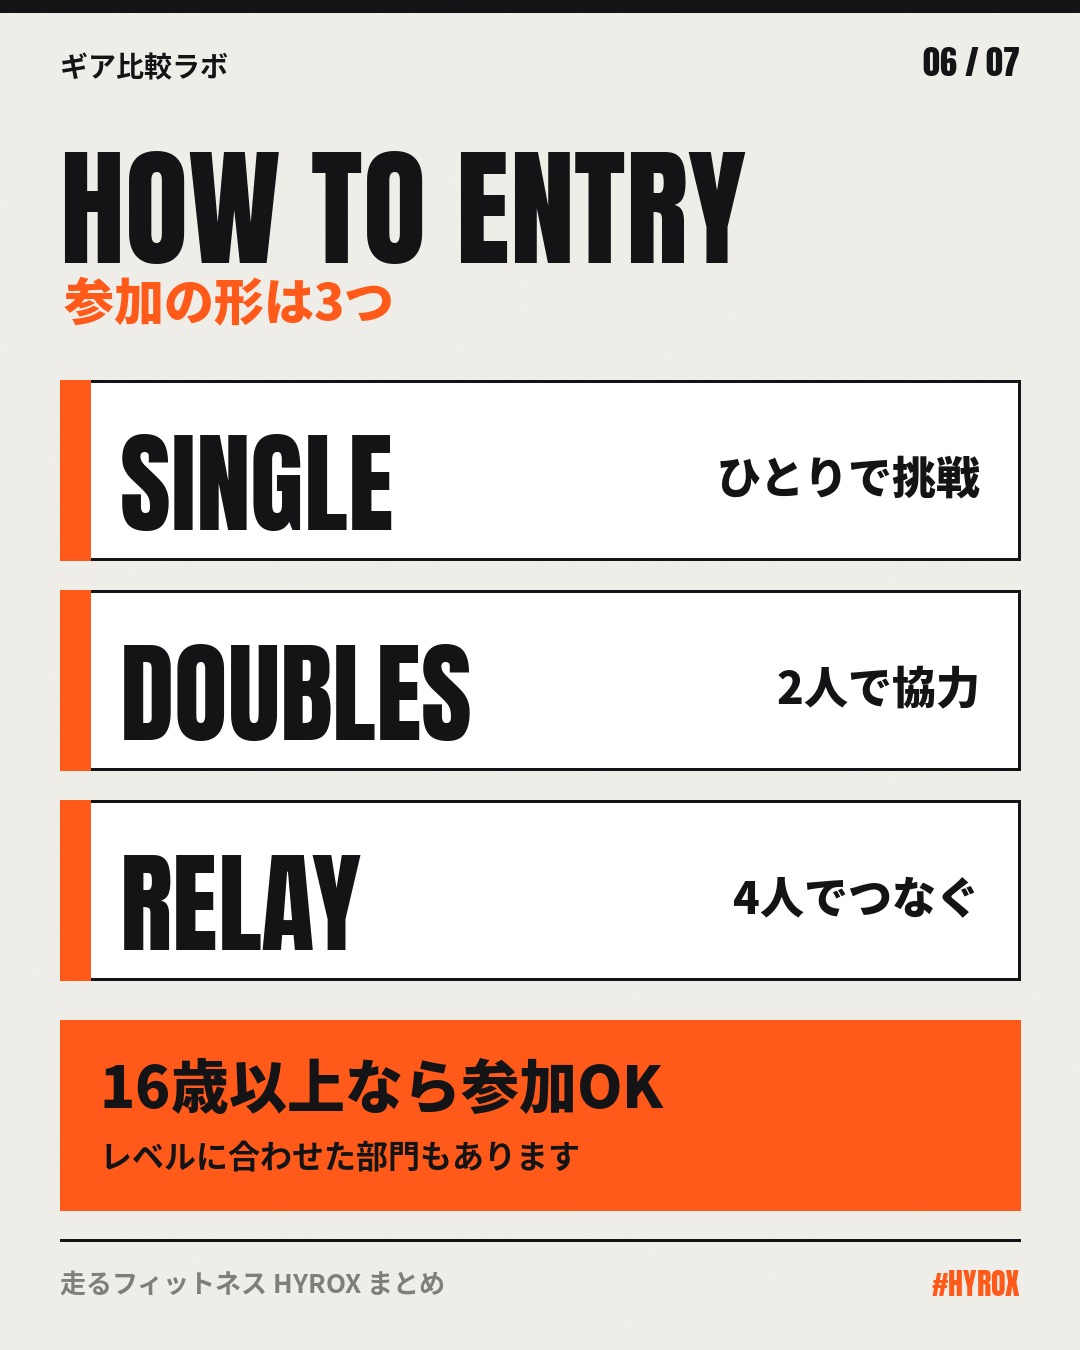 ギア比較ラボ
06 / 07
HOW TO ENTRY
参加の形は3つ
SINGLE
ひとりで挑戦
DOUBLES
2人で協力
RELAY
4人でつなぐ
16歳以上なら参加OK
レベルに合わせた部門もあります
走るフィットネス HYROX まとめ
#HYROX